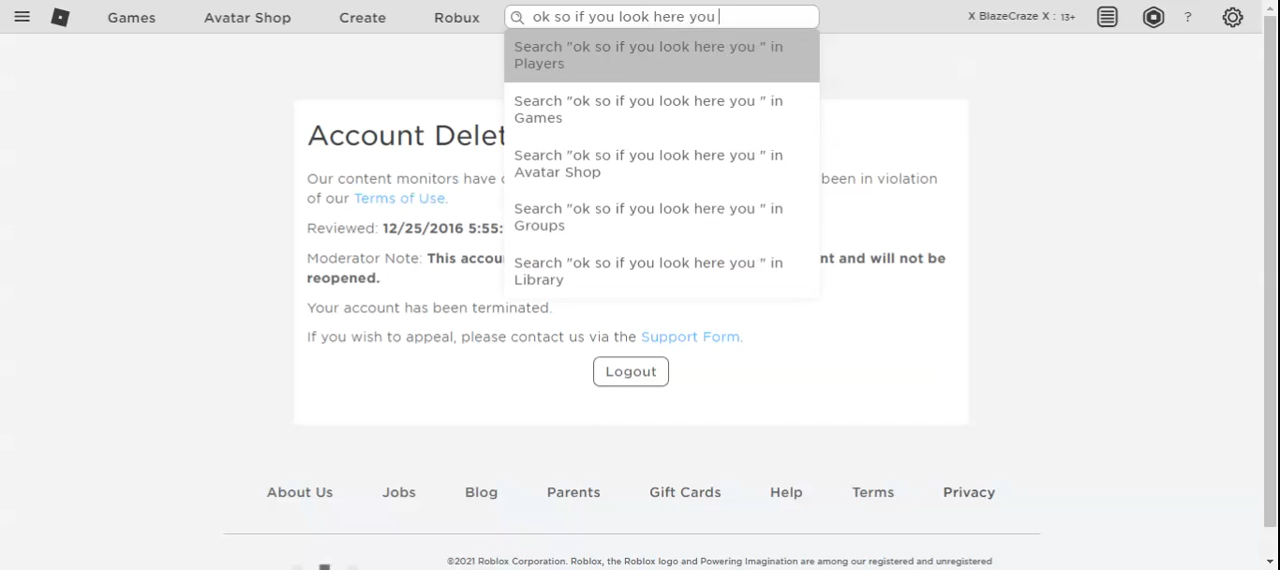 Games Avatar Shop Create Robux ok so if you look here you X BlazeCraze X : 13+ ?
Search "ok so if you look here you " in
Players
Search "ok so if you look here you " in
Games
Search "ok so if you look here you " in
Avatar Shop
Search "ok so if you look here you " in
Groups
Search "ok so if you look here you " in
Library
Account Delet
Our content monitors have been in violation
of our Terms of Use.
Reviewed: 12/25/2016 5:55:
Moderator Note: This accou nt and will not be
reopened.
Your account has been terminated.
If you wish to appeal, please contact us via the Support Form.
Logout
About Us Jobs Blog Parents Gift Cards Help Terms Privacy
©2021 Roblox Corporation. Roblox, the Roblox logo and Powering Imagination are among our registered and unregistered